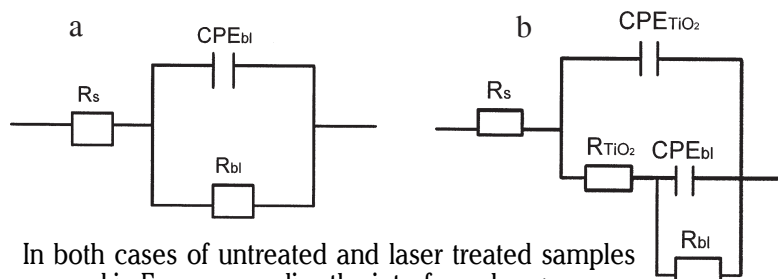 a
CPEbl
Rs
Rbl
b
CPETiO₂
Rs
RTiO₂ CPEbl
Rbl
In both cases of untreated and laser treated samples